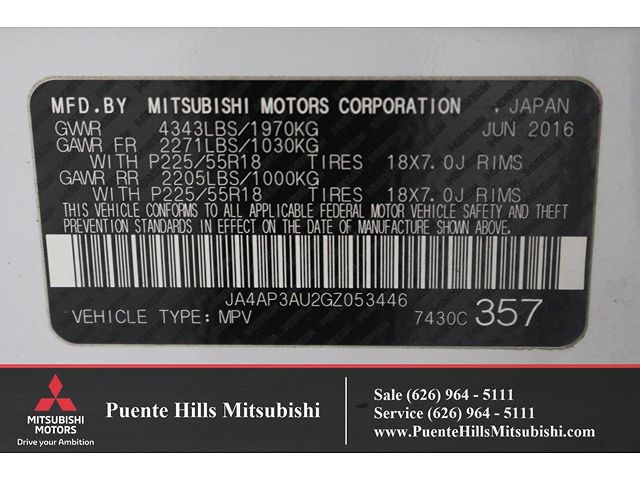 MFD.BY MITSUBISHI MOTORS CORPORATION , JAPAN
GVWR 4343LBS/1970KG JUN 2016
GAWR FR 2271LBS/1030KG
WITH P225/55R18 TIRES 18X7.0J RIMS
GAWR RR 2205LBS/1000KG
WITH P225/55R18 TIRES 18X7.0J RIMS
THIS VEHICLE CONFORMS TO ALL APPLICABLE FEDERAL MOTOR VEHICLE SAFETY AND THEFT
PREVENTION STANDARDS IN EFFECT ON THE DATE OF MANUFACTURE SHOWN ABOVE.
JA4AP3AU2GZ053446
VEHICLE TYPE: MPV 7430C 357
MITSUBISHI
MOTORS
Drive your Ambition
Puente Hills Mitsubishi
Sale (626) 964 - 5111
Service (626) 964 - 5111
www.PuenteHillsMitsubishi.com